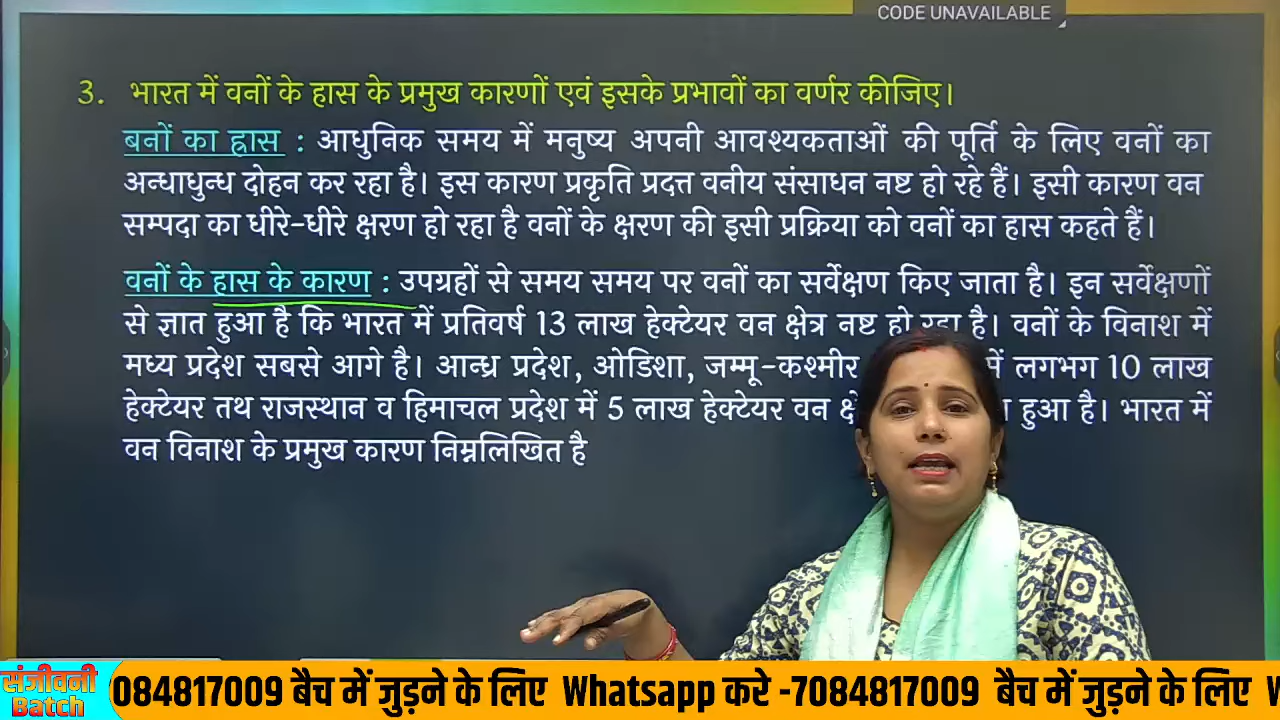 CODE UNAVAILABLE
3. भारत में वनों के हास के प्रमुख कारणों एवं इसके प्रभावों का वर्णर कीजिए।
बनों का ह्रास : आधुनिक समय में मनुष्य अपनी आवश्यकताओं की पूर्ति के लिए वनों का
अन्धाधुन्ध दोहन कर रहा है। इस कारण प्रकृति प्रदत्त वनीय संसाधन नष्ट हो रहे हैं। इसी कारण वन
सम्पदा का धीरे-धीरे क्षरण हो रहा है वनों के क्षरण की इसी प्रक्रिया को वनों का हास कहते हैं।
वनों के हास के कारण : उपग्रहों से समय समय पर वनों का सर्वेक्षण किए जाता है। इन सर्वेक्षणों
से ज्ञात हुआ है कि भारत में प्रतिवर्ष 13 लाख हेक्टेयर वन क्षेत्र नष्ट हो रहा है। वनों के विनाश में
मध्य प्रदेश सबसे आगे है। आन्ध्र प्रदेश, ओडिशा, जम्मू-कश्मीर में लगभग 10 लाख
हेक्टेयर तथ राजस्थान व हिमाचल प्रदेश में 5 लाख हेक्टेयर वन हुआ है। भारत में
वन विनाश के प्रमुख कारण निम्नलिखित है
संजीवनी
Batch
084817009 बैच में जुड़ने के लिए Whatsapp करे -7084817009 बैच में जुड़ने के लिए W